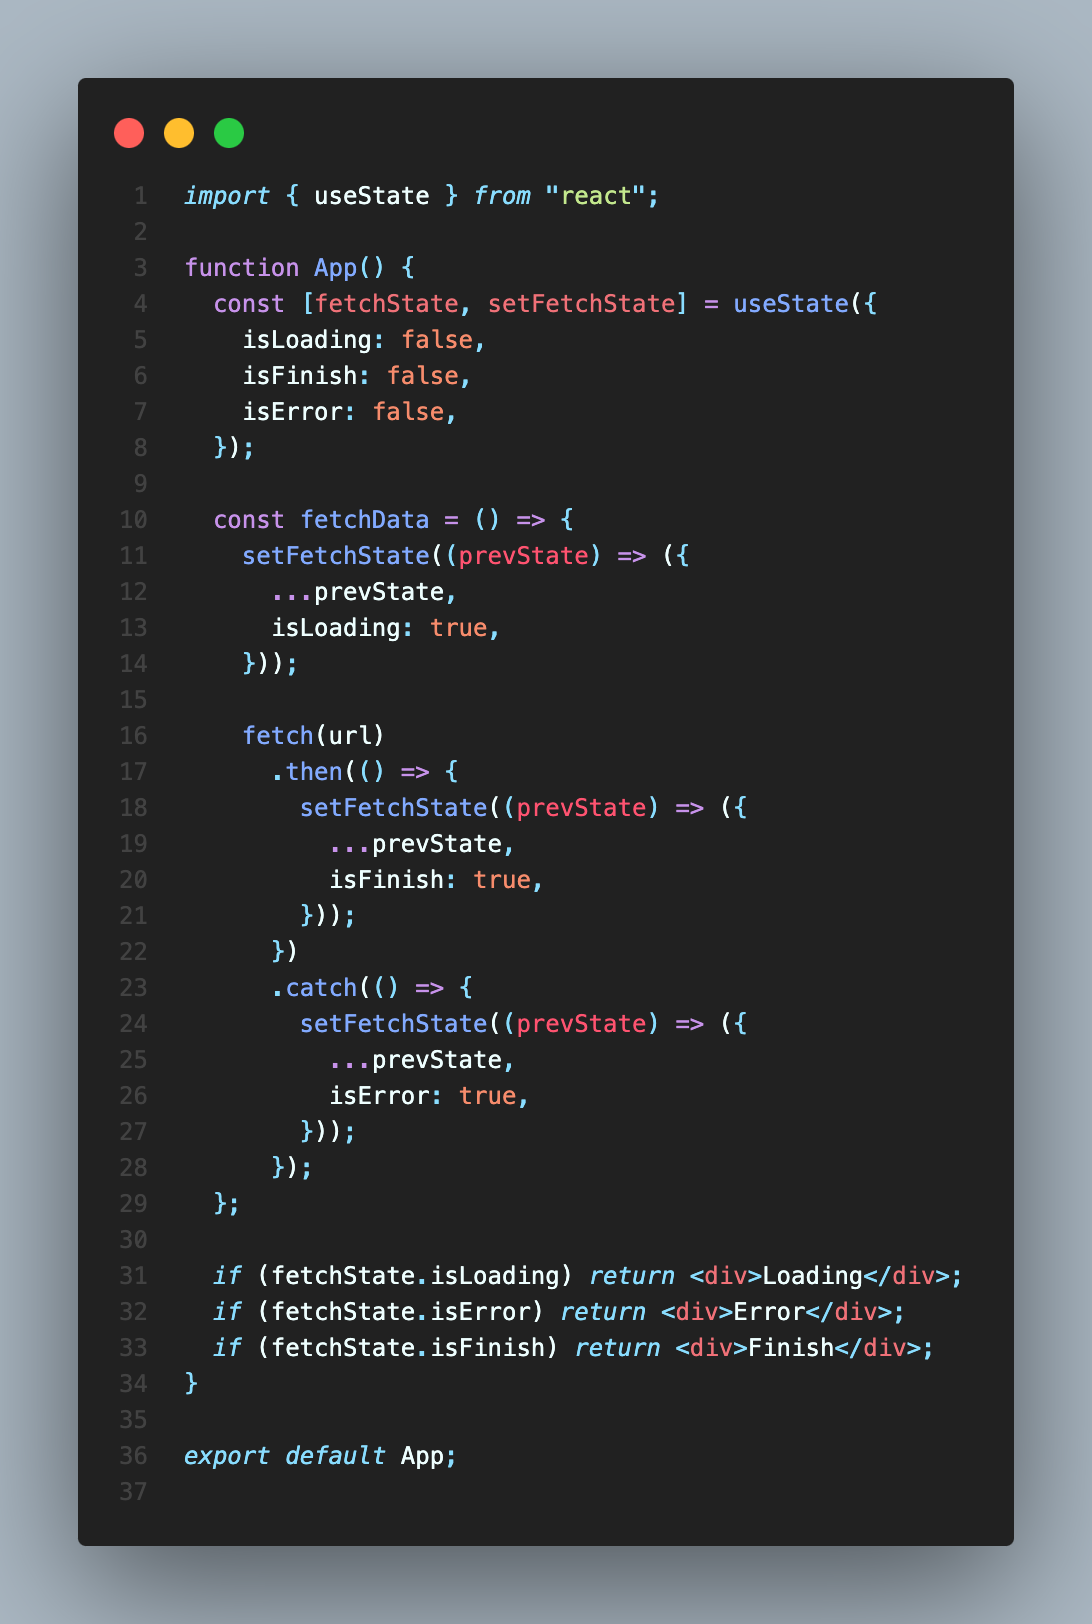 1 import { useState } from "react";
2
3 function App() {
4   const [fetchState, setFetchState] = useState({
5     isLoading: false,
6     isFinish: false,
7     isError: false,
8   });
9
10   const fetchData = () => {
11     setFetchState((prevState) => ({
12       ...prevState,
13       isLoading: true,
14     }));
15
16     fetch(url)
17       .then(() => {
18         setFetchState((prevState) => ({
19           ...prevState,
20           isFinish: true,
21         }));
22       })
23       .catch(() => {
24         setFetchState((prevState) => ({
25           ...prevState,
26           isError: true,
27         }));
28       });
29   };
30
31   if (fetchState.isLoading) return <div>Loading</div>;
32   if (fetchState.isError) return <div>Error</div>;
33   if (fetchState.isFinish) return <div>Finish</div>;
34 }
35
36 export default App;
37